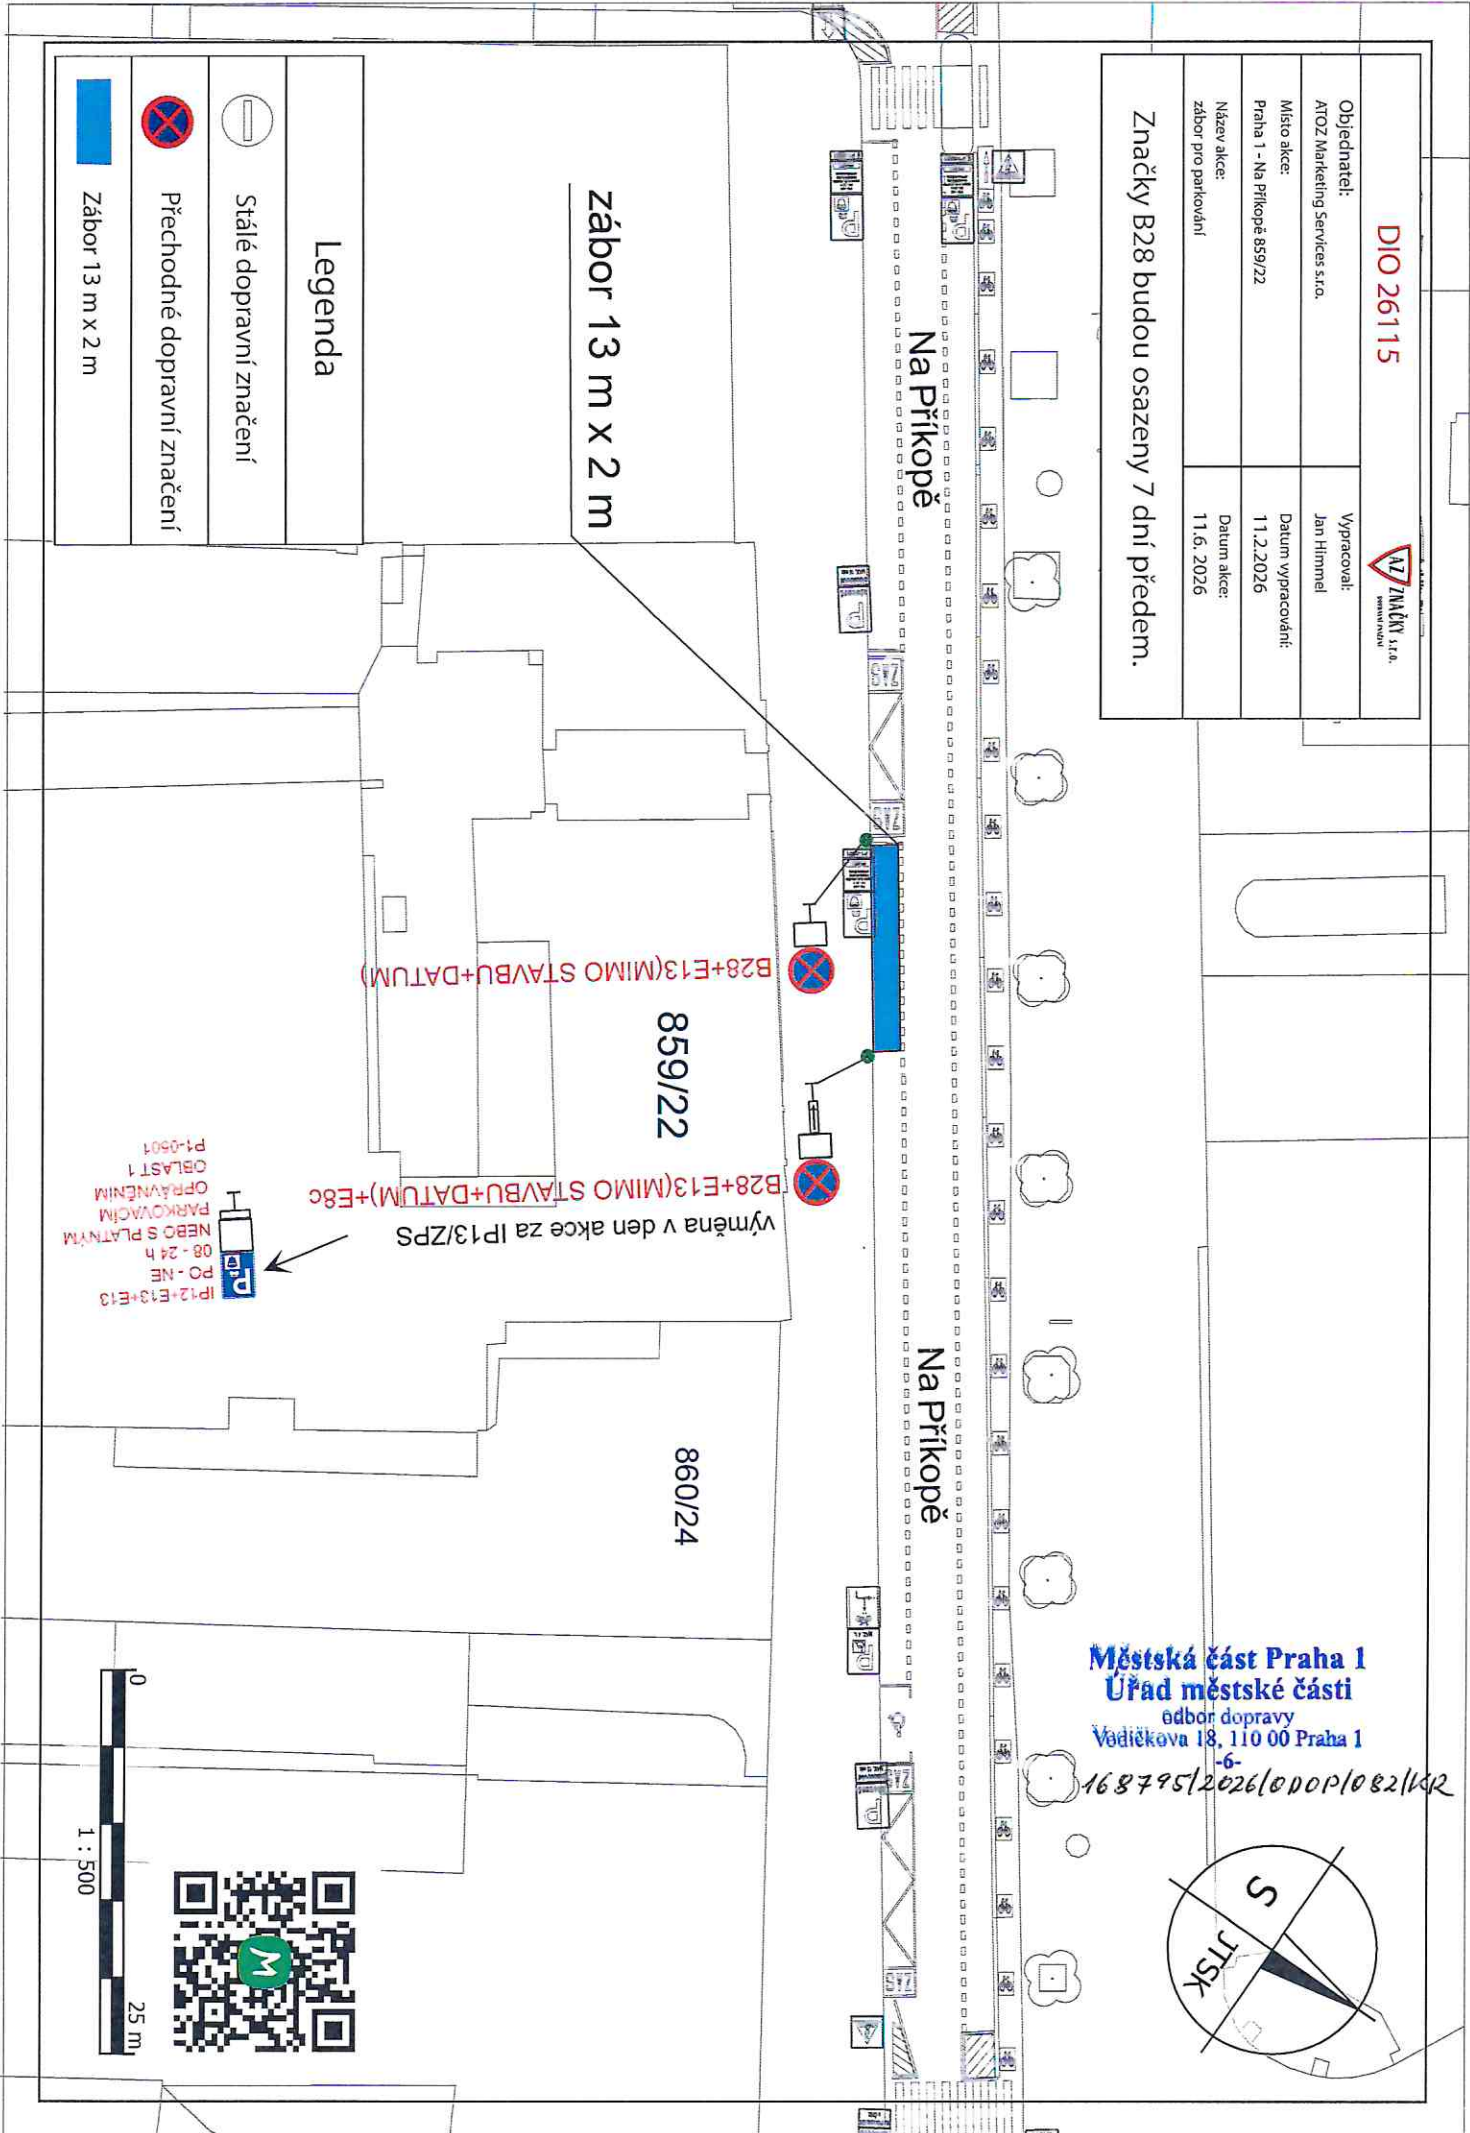 DIO 26115
AZ ZNAČKY s.r.o.
Objednatel:
ATOZ Marketing Services s.r.o.
Vypracoval:
Jan Himmel
Místo akce:
Praha 1 - Na Příkopě 859/22
Datum vypracování:
11.2.2026
Název akce:
zábor pro parkování
Datum akce:
11.6. 2026
Značky B28 budou osazeny 7 dní předem.
Na Příkopě
Na Příkopě
zábor 13 m x 2 m
B28+E13(MIMO STAVBU+DATUM)
859/22
B28+E13(MIMO STAVBU+DATUM)+E8c
výměna v den akce za IP13/ZPS
IP12+E13+E13
PO - NE
08 - 24 h
NEBO S PLATNÝM
PARKOVACÍM
OPRÁVNĚNÍM
OBLAST 1
P1-0501
860/24
Legenda
Stálé dopravní značení
Přechodné dopravní značení
Zábor 13 m x 2 m
Městská část Praha 1
Úřad městské části
odbor dopravy
Vodičkova 18, 110 00 Praha 1
-6-
168795/2026/ODOP/082/KR
S
JTSK
0
25 m
1 : 500
ZÁS
ZÁS
ZÁS
ZÁS